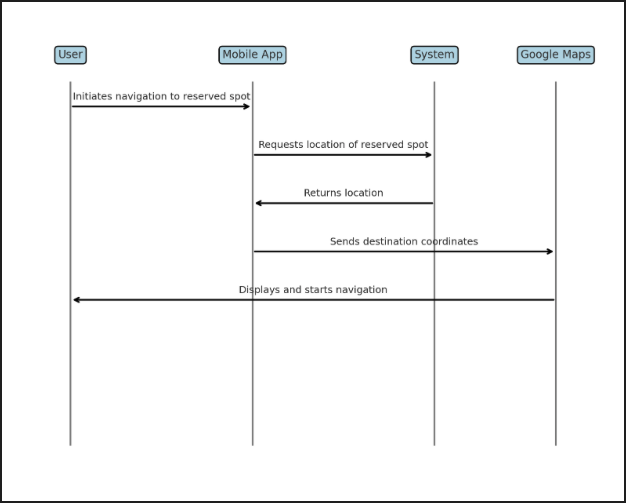 User
Mobile App
System
Google Maps
Initiates navigation to reserved spot
Requests location of reserved spot
Returns location
Sends destination coordinates
Displays and starts navigation